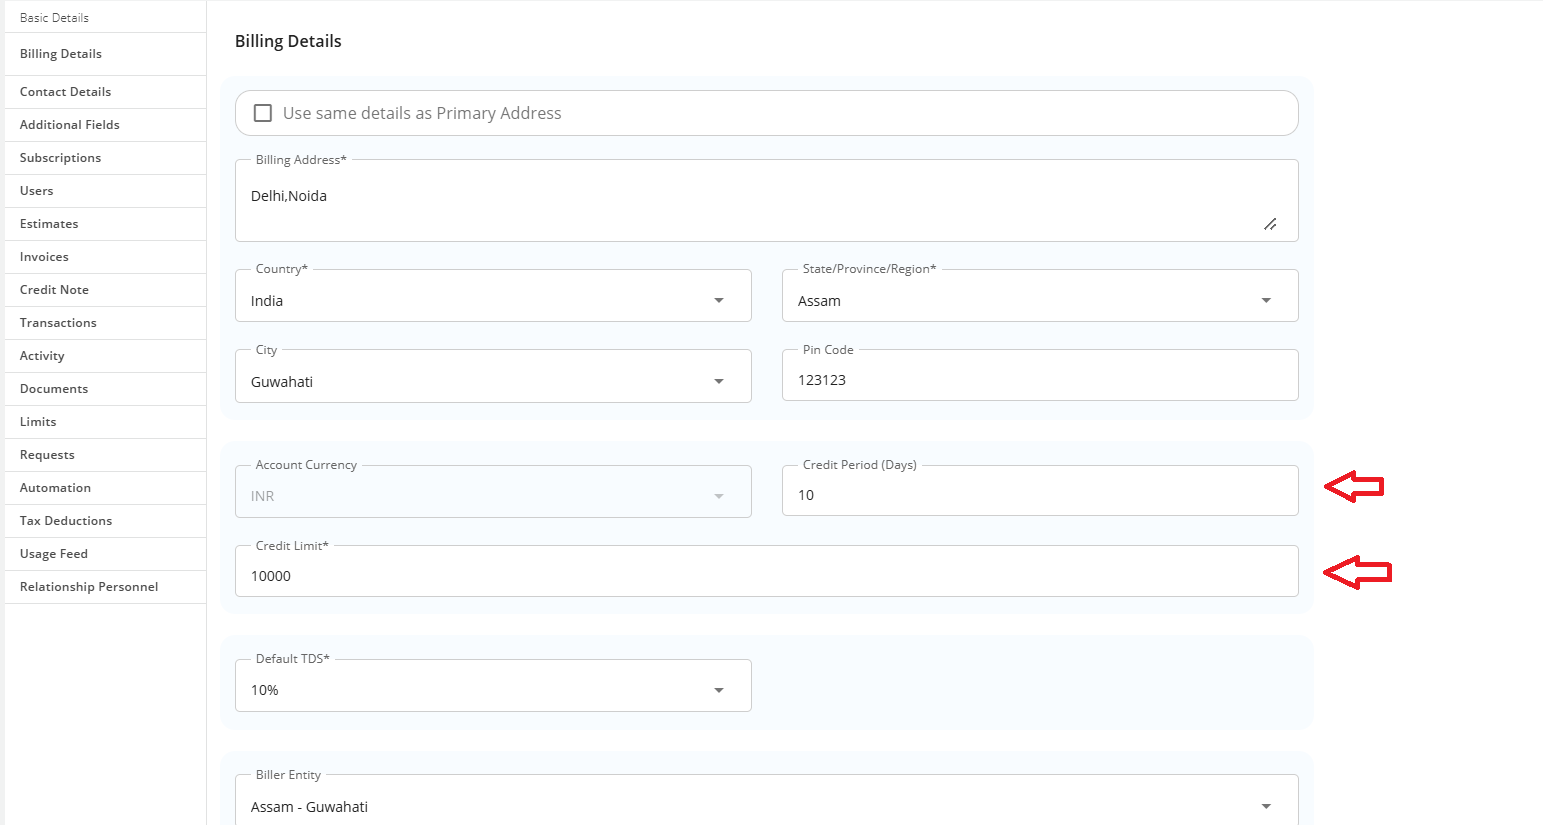 Basic Details
Billing Details
Contact Details
Additional Fields
Subscriptions
Users
Estimates
Invoices
Credit Note
Transactions
Activity
Documents
Limits
Requests
Automation
Tax Deductions
Usage Feed
Relationship Personnel
Billing Details
Use same details as Primary Address
Billing Address*
Delhi,Noida
Country*
India
State/Province/Region*
Assam
City
Guwahati
Pin Code
123123
Account Currency
INR
Credit Period (Days)
10
Credit Limit*
10000
Default TDS*
10%
Biller Entity
Assam - Guwahati